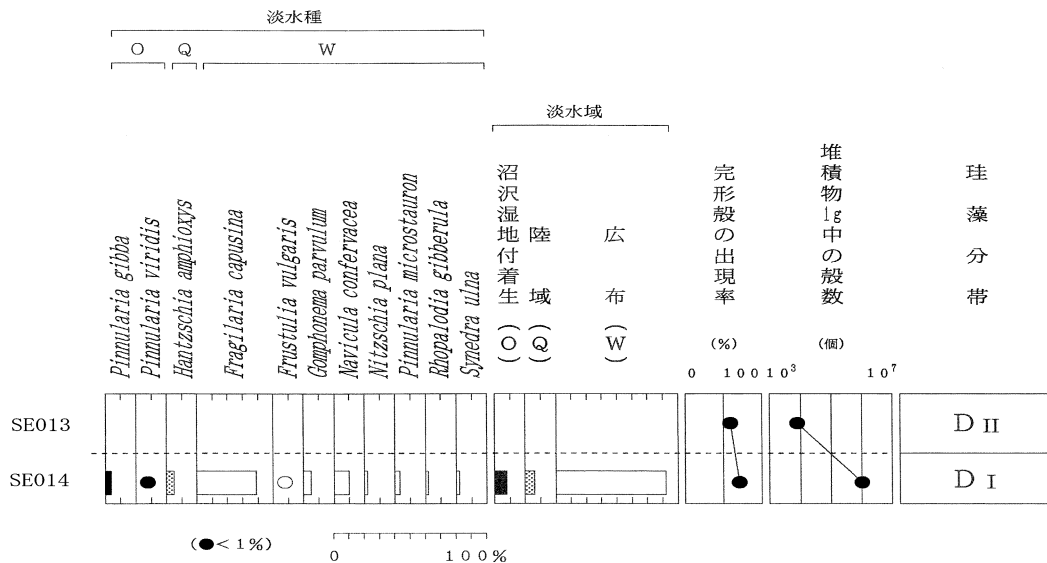 淡水種
O Q W
Pinnularia gibba
Pinnularia viridis
Hantzschia amphioxys
Fragilaria capusina
Frustulia vulgaris
Gomphonema parvulum
Navicula confervacea
Nitzschia plana
Pinnularia microstauron
Rhopalodia gibberula
Synedra ulna
淡水域
沼沢湿地付着生(O)
陸域(Q)
広布(W)
完形殻の出現率
(%)
0 100
堆積物1g中の殻数
(個)
10³ 10⁷
珪藻分帯
SE013 D II
SE014 D I
(●<1%)
0 100%